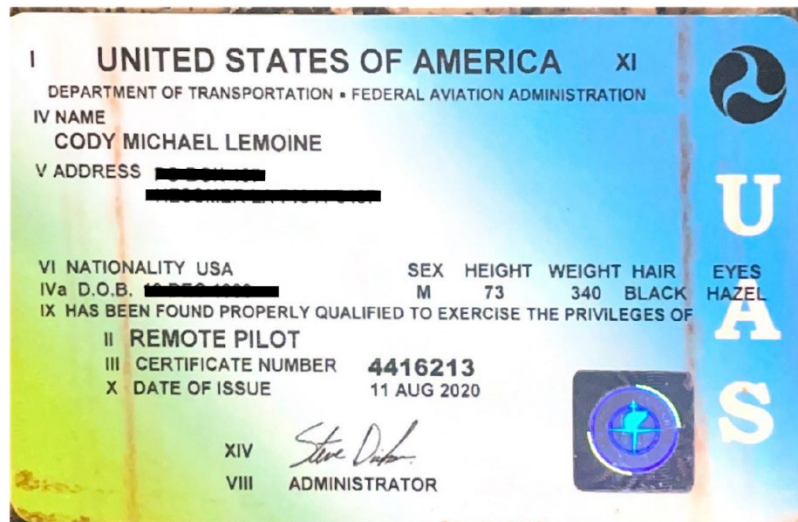 I UNITED STATES OF AMERICA XI
DEPARTMENT OF TRANSPORTATION • FEDERAL AVIATION ADMINISTRATION
IV NAME
CODY MICHAEL LEMOINE
V ADDRESS
VI NATIONALITY USA SEX HEIGHT WEIGHT HAIR EYES
IVa D.O.B. M 73 340 BLACK HAZEL
IX HAS BEEN FOUND PROPERLY QUALIFIED TO EXERCISE THE PRIVILEGES OF
II REMOTE PILOT
III CERTIFICATE NUMBER 4416213
X DATE OF ISSUE 11 AUG 2020
XIV
VIII ADMINISTRATOR
UAS